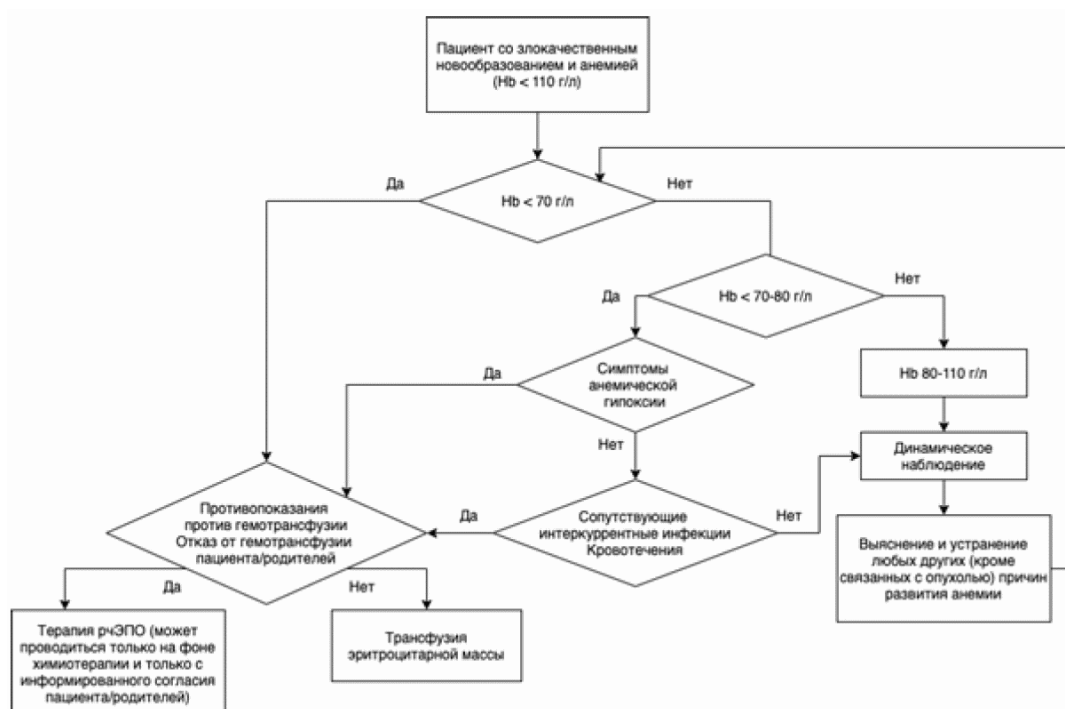 Пациент со злокачественным
новообразованием и анемией
(Hb < 110 г/л)
Да
Hb < 70 г/л
Нет
Да
Hb < 70-80 г/л
Нет
Да
Симптомы
анемической
гипоксии
Hb 80-110 г/л
Нет
Динамическое
наблюдение
Противопоказания
против гемотрансфузии
Отказ от гемотрансфузии
пациента/родителей
Да
Сопутствующие
интеркуррентные инфекции
Кровотечения
Нет
Выяснение и устранение
любых других (кроме
связанных с опухолью) причин
развития анемии
Да
Нет
Терапия рчЭПО (может
проводиться только на фоне
химиотерапии и только с
информированного согласия
пациента/родителей)
Трансфузия
эритроцитарной массы